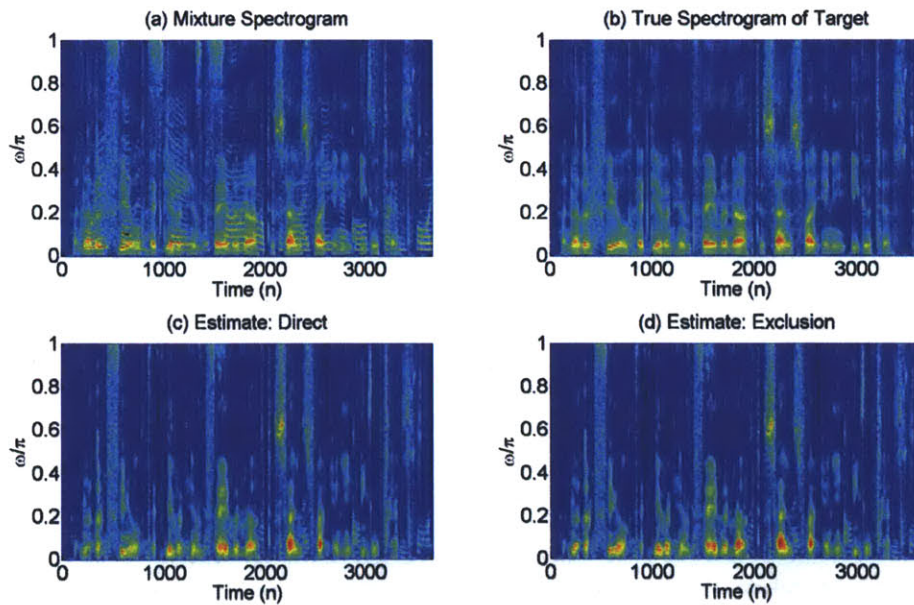 (a) Mixture Spectrogram
1
0.8
0.6
0.4
0.2
0
ω/π
0 1000 2000 3000
Time (n)
(b) True Spectrogram of Target
1
0.8
0.6
0.4
0.2
0
ω/π
0 1000 2000 3000
Time (n)
(c) Estimate: Direct
1
0.8
0.6
0.4
0.2
0
ω/π
0 1000 2000 3000
Time (n)
(d) Estimate: Exclusion
1
0.8
0.6
0.4
0.2
0
ω/π
0 1000 2000 3000
Time (n)